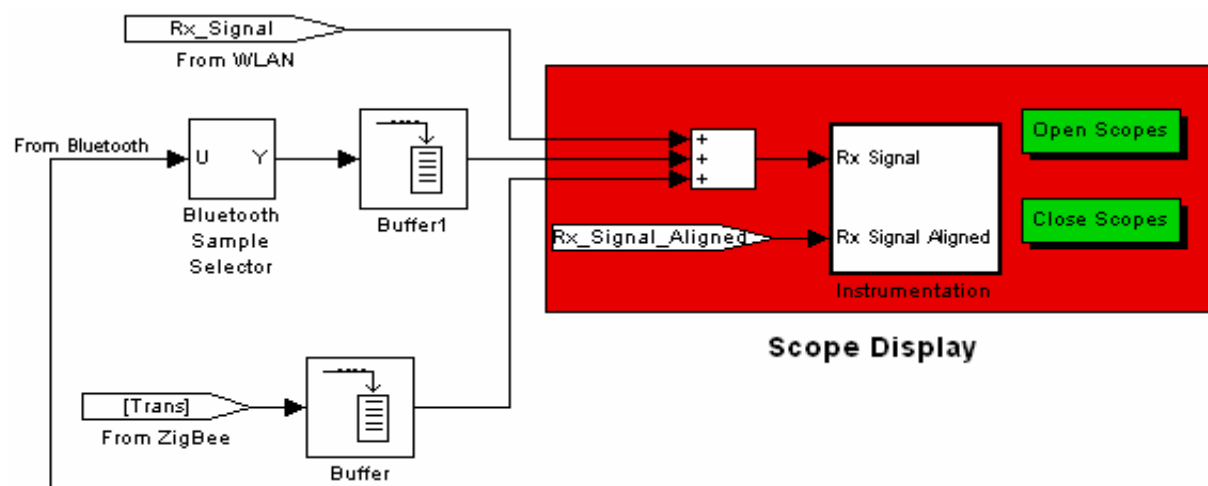 Rx_Signal
From WLAN
From Bluetooth
U
Y
Bluetooth
Sample
Selector
Buffer1
+
+
+
Rx Signal
Rx_Signal_Aligned
Rx Signal Aligned
Instrumentation
Open Scopes
Close Scopes
Scope Display
[Trans]
From ZigBee
Buffer